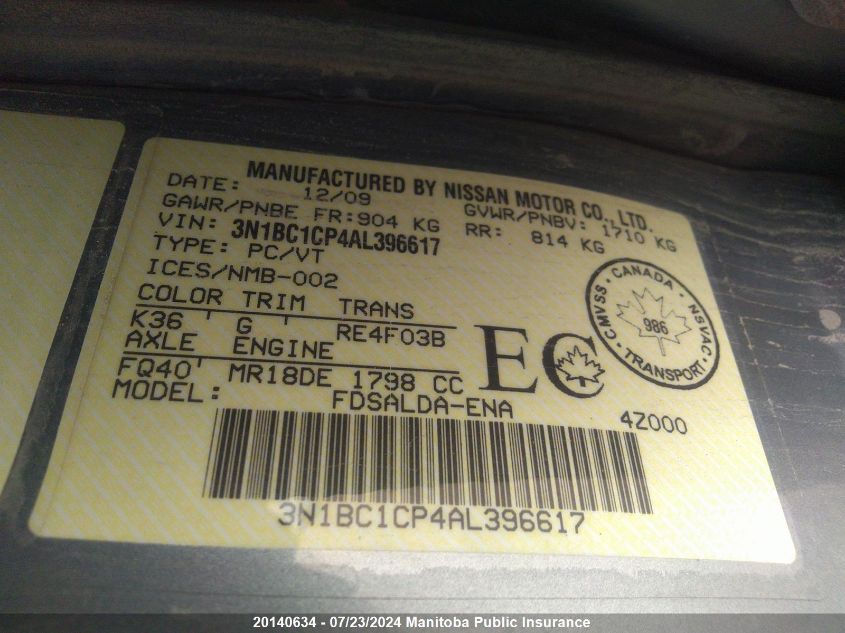 MANUFACTURED BY NISSAN MOTOR CO., LTD.
DATE: 12/09
GAWR/PNBE FR: 904 KG GVWR/PNBV: 1710 KG
VIN: 3N1BC1CP4AL396617 RR: 814 KG
TYPE: PC/VT
ICES/NMB-002
COLOR TRIM TRANS
K36 ' G ' RE4F03B
AXLE ENGINE
FQ40' MR18DE 1798 CC
MODEL: FDSALDA-ENA
EC
CANADA
CMVSS · NSVAC
986
TRANSPORT
4Z000
3N1BC1CP4AL396617
20140634 - 07/23/2024 Manitoba Public Insurance